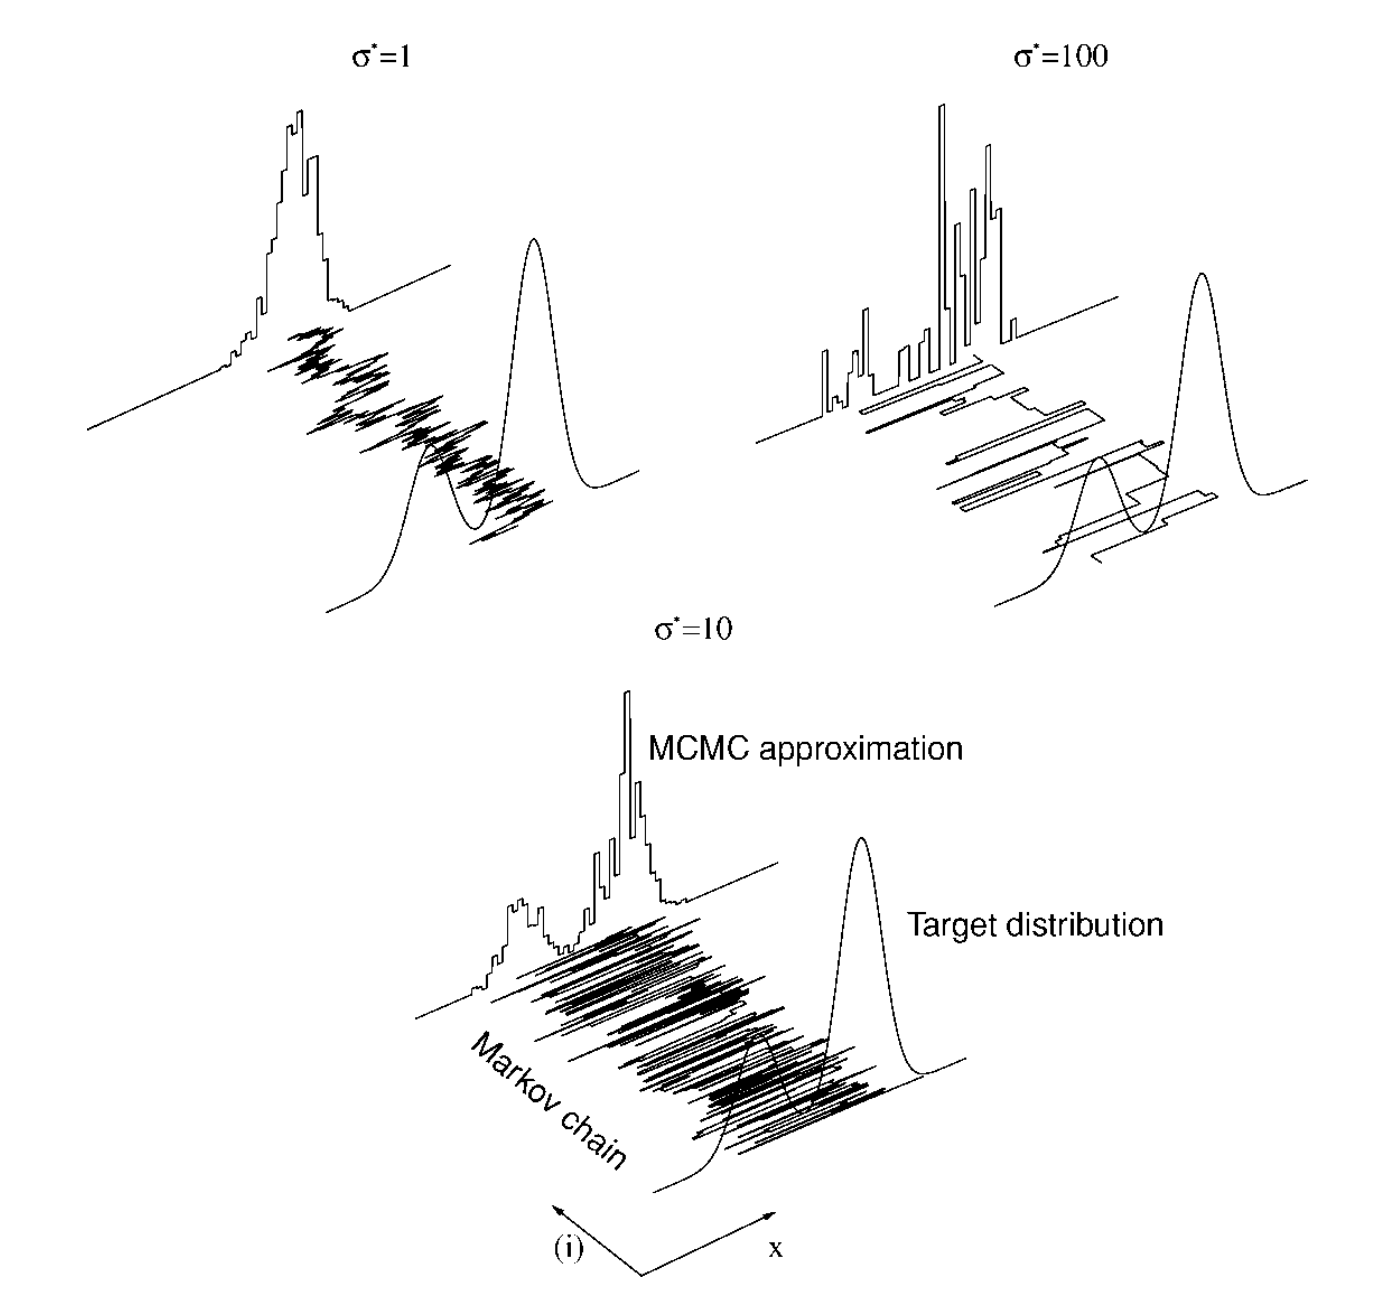 σ*=1
σ*=100
σ*=10
MCMC approximation
Target distribution
Markov chain
(i)
x